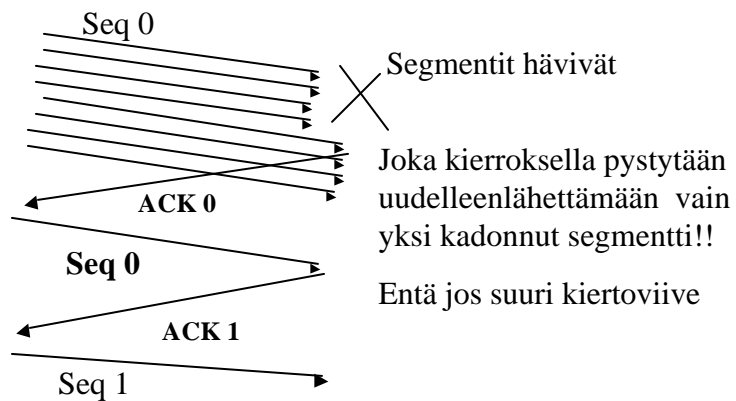 Seq 0
Segmentit hävivät
Joka kierroksella pystytään
uudelleenlähettämään vain
yksi kadonnut segmentti!!
ACK 0
Seq 0
Entä jos suuri kiertoviive
ACK 1
Seq 1